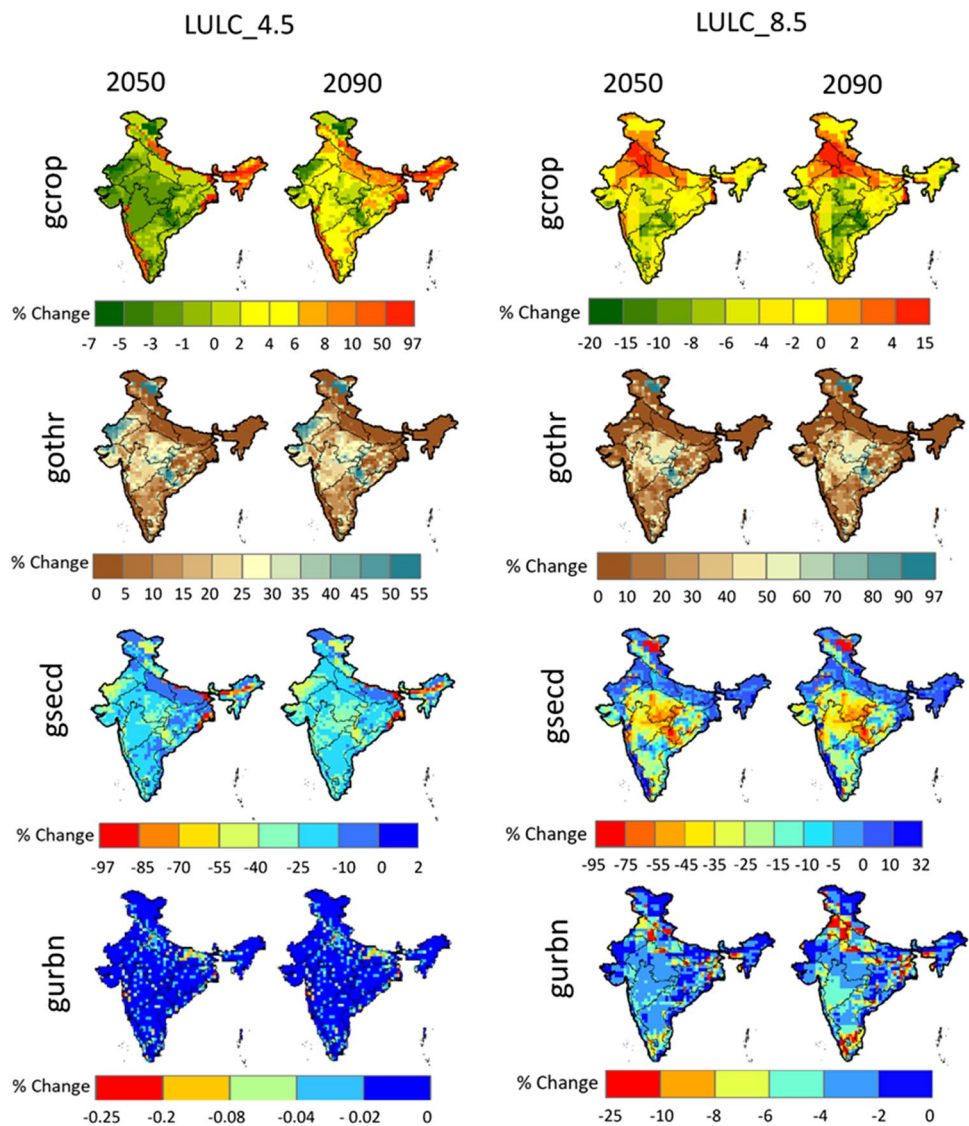 LULC_4.5 LULC_8.5
2050 2090 2050 2090
gcrop gcrop
% Change % Change
-7 -5 -3 -1 0 2 4 6 8 10 50 97 -20 -15 -10 -8 -6 -4 -2 0 2 4 15
gothr gothr
% Change % Change
0 5 10 15 20 25 30 35 40 45 50 55 0 10 20 30 40 50 60 70 80 90 97
gsecd gsecd
% Change % Change
-97 -85 -70 -55 -40 -25 -10 0 2 -95 -75 -55 -45 -35 -25 -15 -5 0 10 32
gurbn gurbn
% Change % Change
-0.25 -0.2 -0.08 -0.04 -0.02 0 -25 -10 -8 -6 -4 -2 0